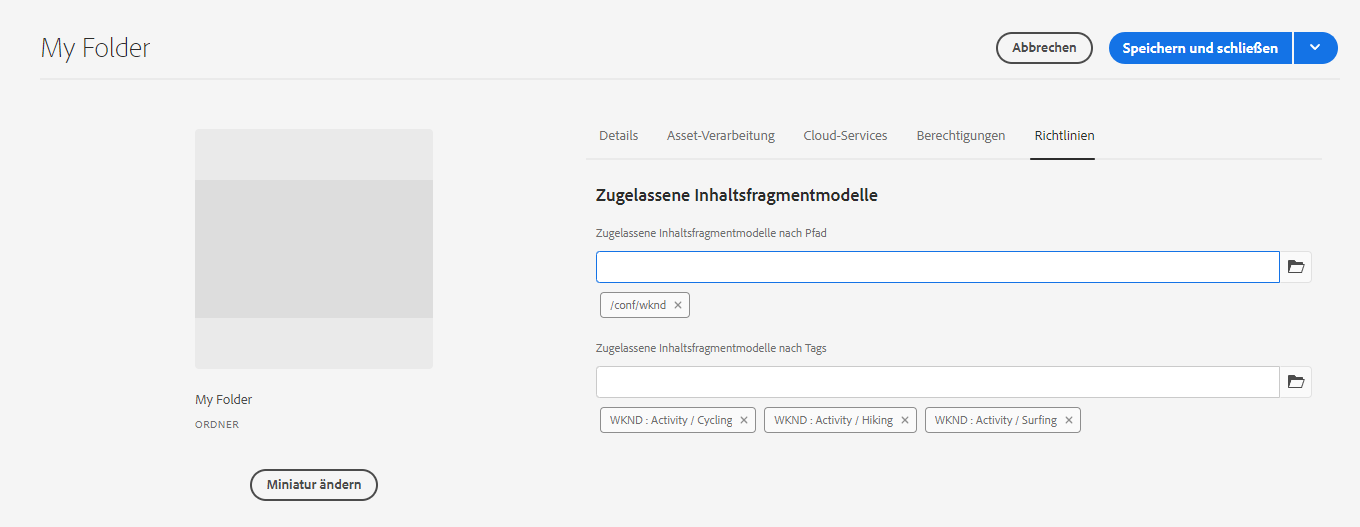 My Folder
Abbrechen
Speichern und schließen
Details
Asset-Verarbeitung
Cloud-Services
Berechtigungen
Richtlinien
Zugelassene Inhaltsfragmentmodelle
Zugelassene Inhaltsfragmentmodelle nach Pfad
/conf/wknd
Zugelassene Inhaltsfragmentmodelle nach Tags
WKND : Activity / Cycling
WKND : Activity / Hiking
WKND : Activity / Surfing
My Folder
ORDNER
Miniatur ändern